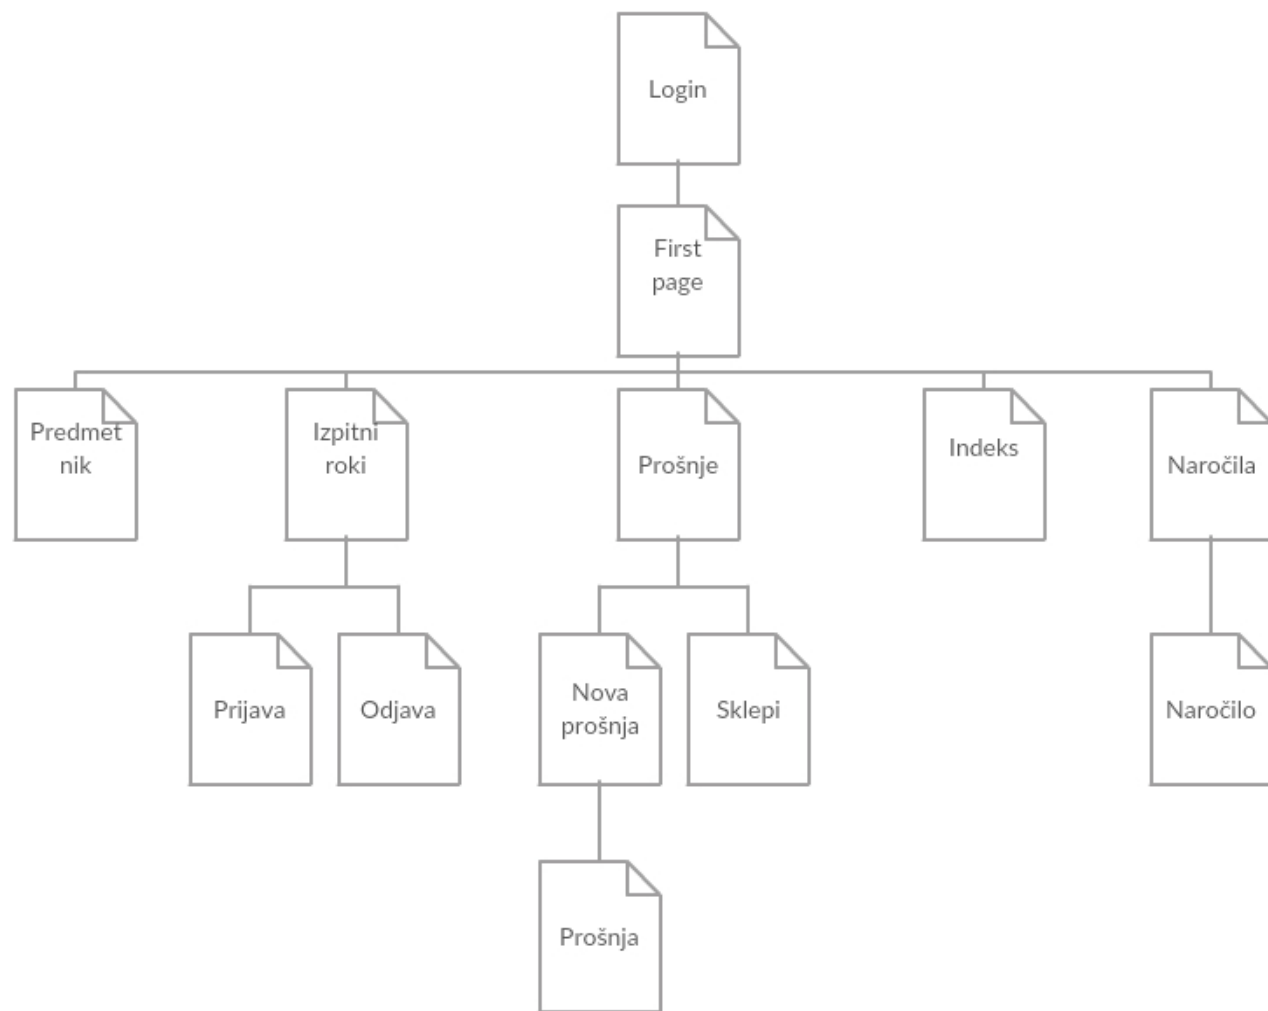 Login
First
page
Predmet
nik
Izpitni
roki
Prošnje
Indeks
Naročila
Prijava
Odjava
Nova
prošnja
Sklepi
Naročilo
Prošnja